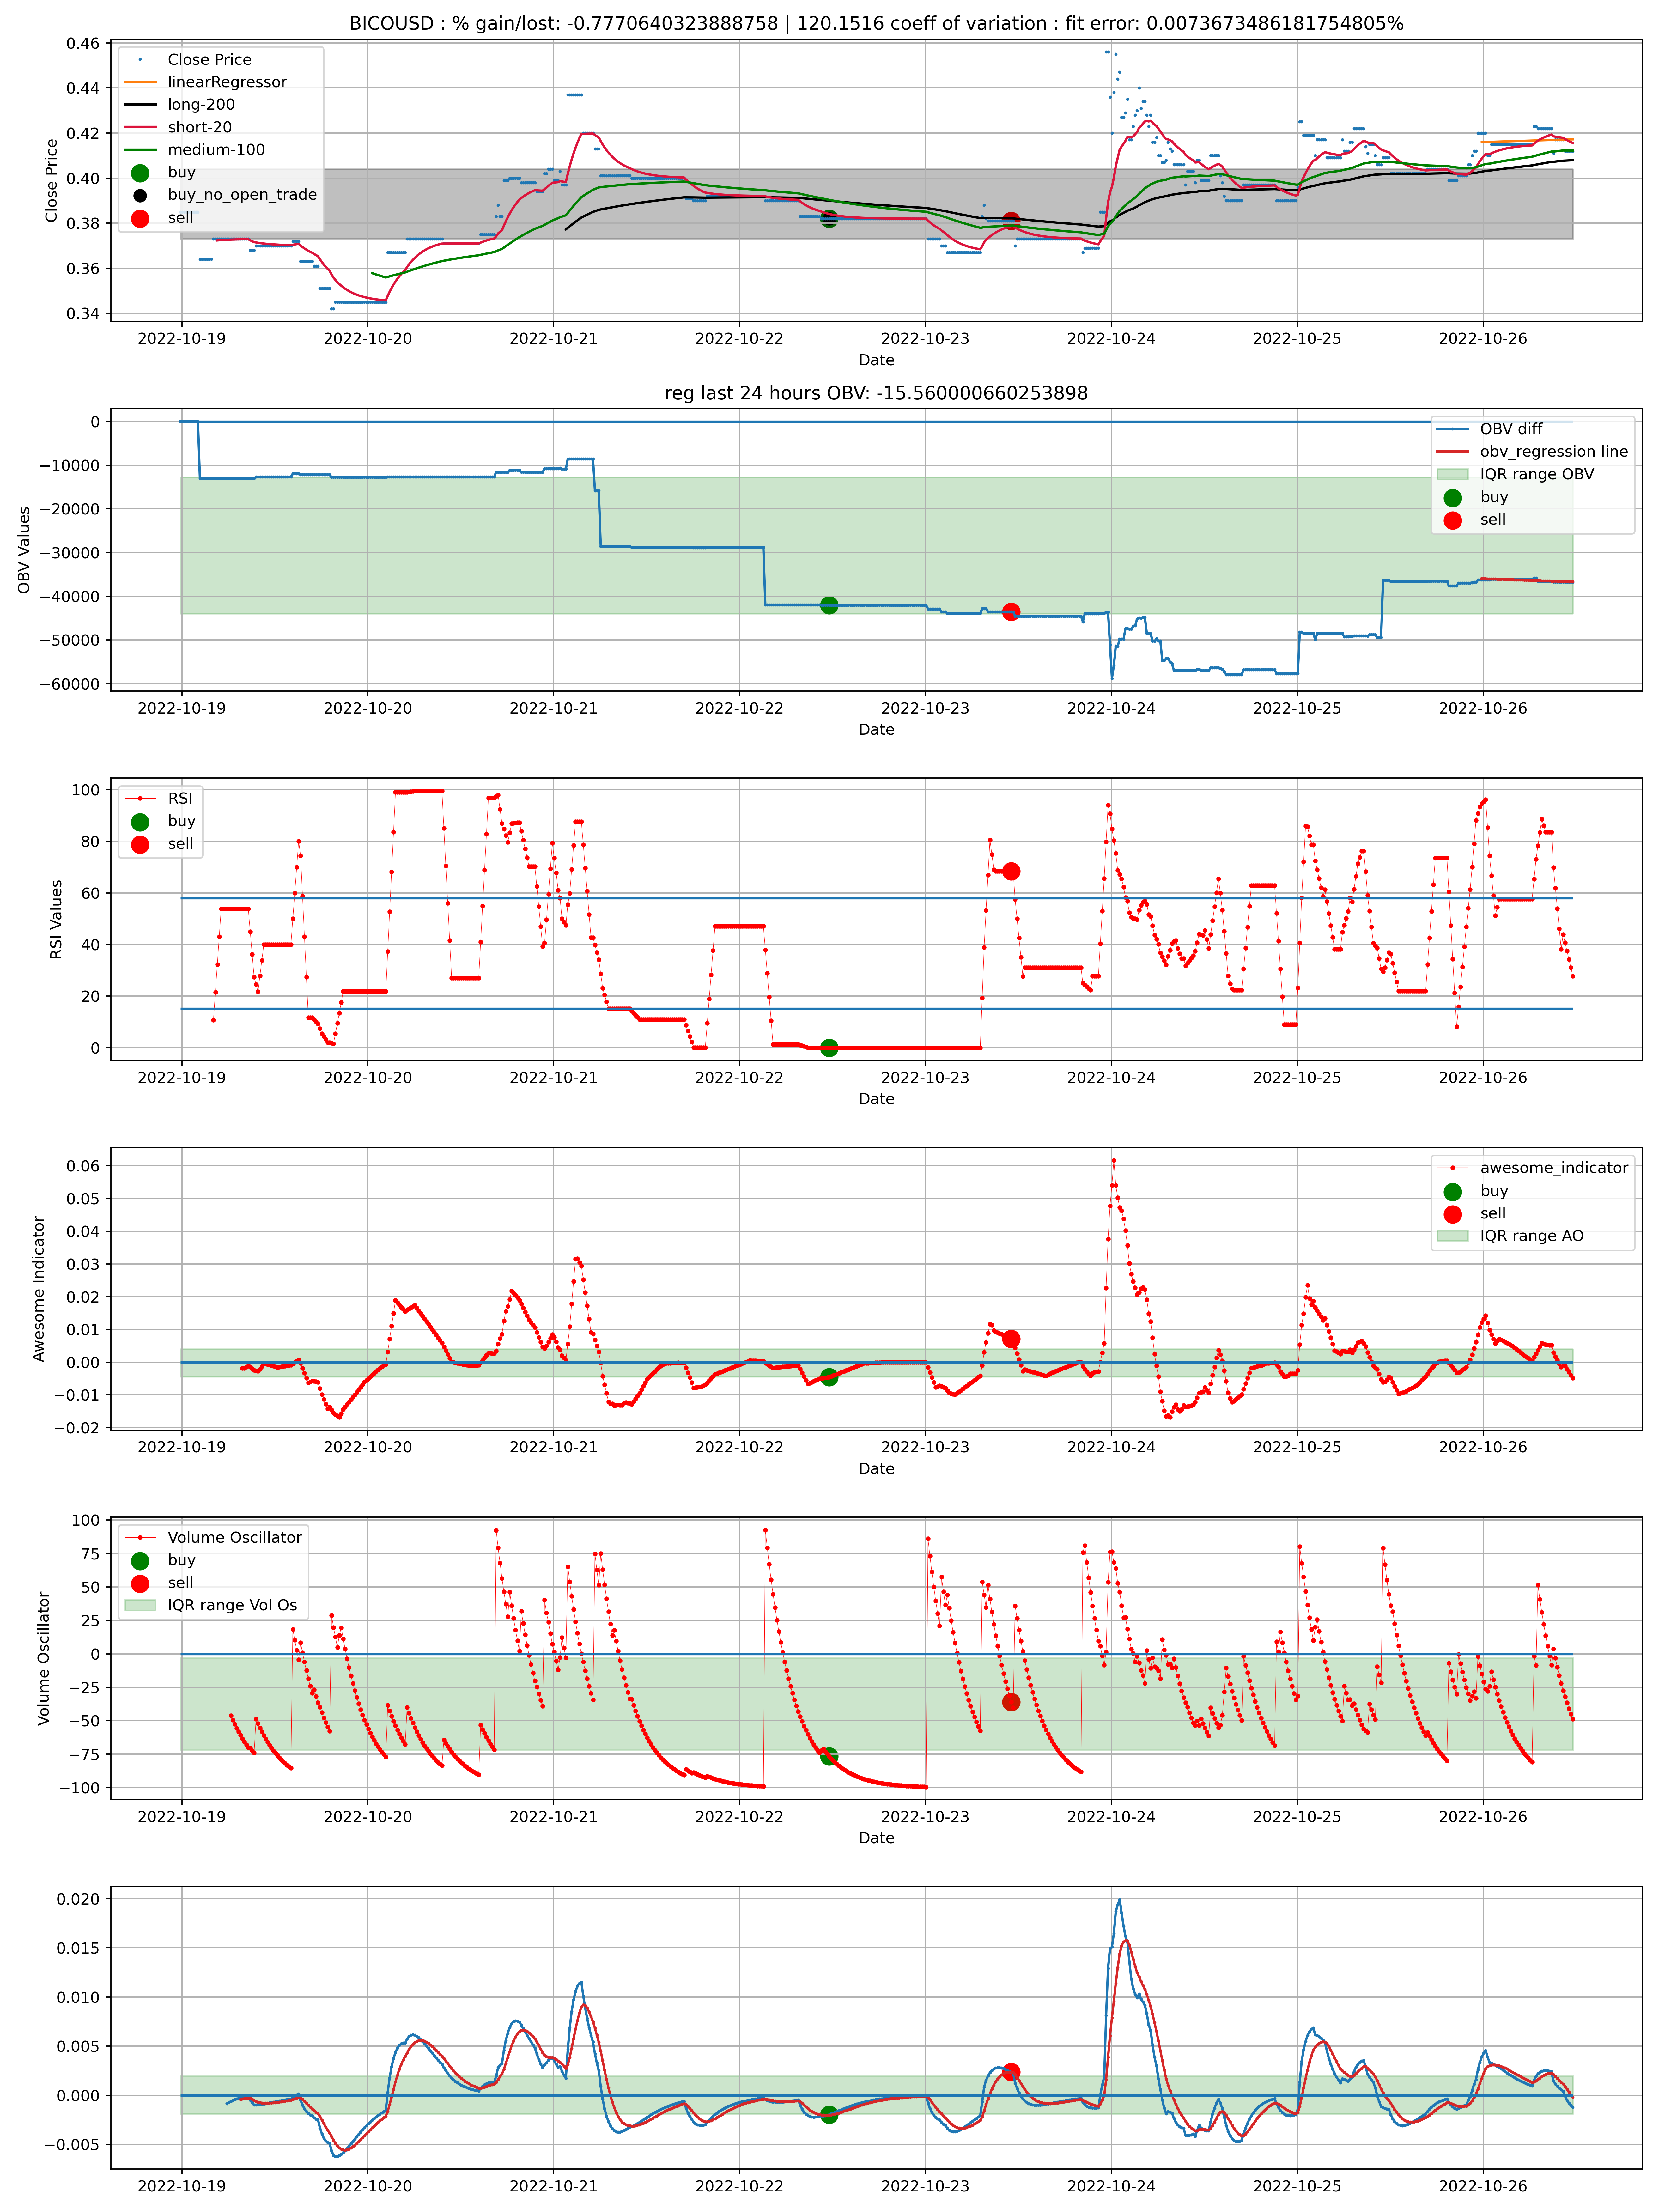 BICOUSD : % gain/lost: -0.7770640323888758 | 120.1516 coeff of variation : fit error: 0.0073673486181754805%
0.46
0.44
0.42
0.40
0.38
0.36
0.34
Close Price
Close Price
linearRegressor
long-200
short-20
medium-100
buy
buy_no_open_trade
sell
2022-10-19 2022-10-20 2022-10-21 2022-10-22 2022-10-23 2022-10-24 2022-10-25 2022-10-26
Date
reg last 24 hours OBV: -15.560000660253898
0
−10000
−20000
−30000
−40000
−50000
−60000
OBV Values
OBV diff
obv_regression line
IQR range OBV
buy
sell
2022-10-19 2022-10-20 2022-10-21 2022-10-22 2022-10-23 2022-10-24 2022-10-25 2022-10-26
Date
100
80
60
40
20
0
RSI Values
RSI
buy
sell
2022-10-19 2022-10-20 2022-10-21 2022-10-22 2022-10-23 2022-10-24 2022-10-25 2022-10-26
Date
0.06
0.05
0.04
0.03
0.02
0.01
0.00
−0.01
−0.02
Awesome Indicator
awesome_indicator
buy
sell
IQR range AO
2022-10-19 2022-10-20 2022-10-21 2022-10-22 2022-10-23 2022-10-24 2022-10-25 2022-10-26
Date
100
75
50
25
0
−25
−50
−75
−100
Volume Oscillator
Volume Oscillator
buy
sell
IQR range Vol Os
2022-10-19 2022-10-20 2022-10-21 2022-10-22 2022-10-23 2022-10-24 2022-10-25 2022-10-26
Date
0.020
0.015
0.010
0.005
0.000
−0.005
2022-10-19 2022-10-20 2022-10-21 2022-10-22 2022-10-23 2022-10-24 2022-10-25 2022-10-26